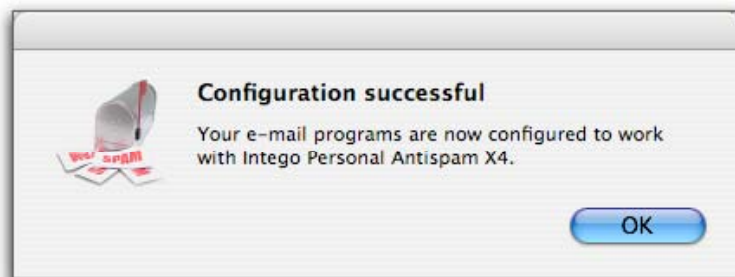 Configuration successful
Your e-mail programs are now configured to work
with Intego Personal Antispam X4.
SPAM
OK